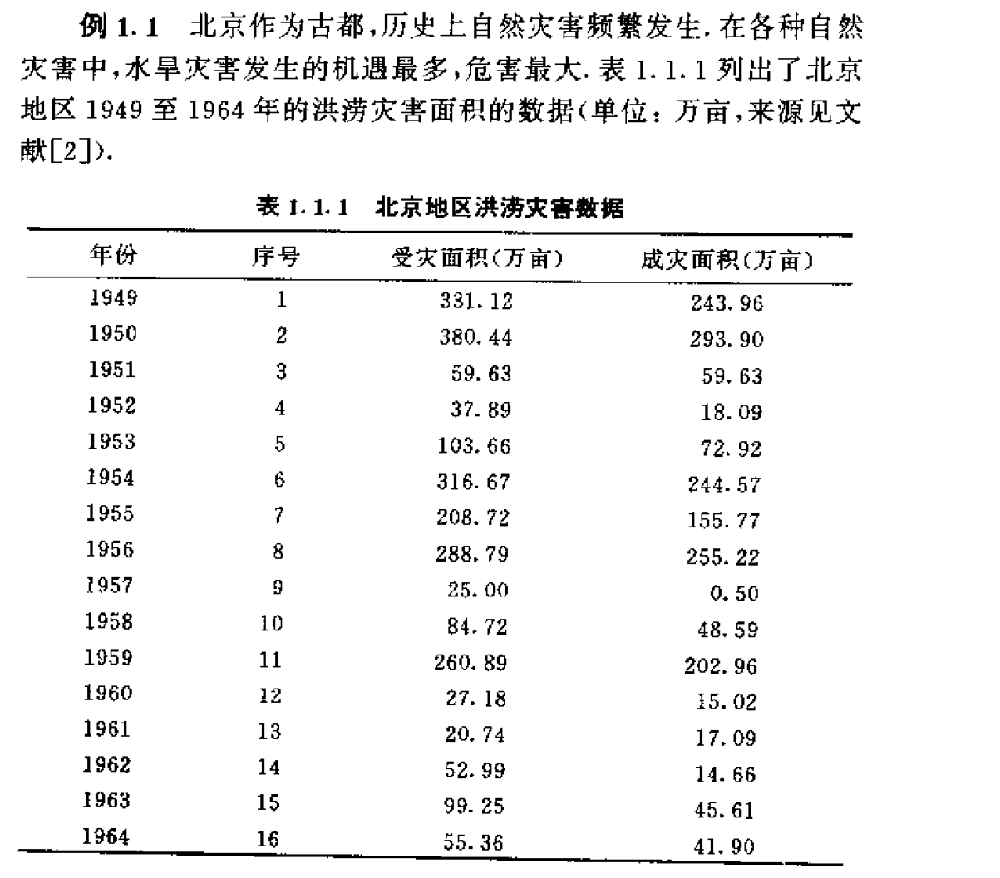 例 1.1 北京作为古都,历史上自然灾害频繁发生.在各种自然
灾害中,水旱灾害发生的机遇最多,危害最大.表 1.1.1 列出了北京
地区 1949 至 1964 年的洪涝灾害面积的数据(单位:万亩,来源见文
献[2]).
表 1.1.1 北京地区洪涝灾害数据
年份 序号 受灾面积(万亩) 成灾面积(万亩)
1949 1 331.12 243.96
1950 2 380.44 293.90
1951 3 59.63 59.63
1952 4 37.89 18.09
1953 5 103.66 72.92
1954 6 316.67 244.57
1955 7 208.72 155.77
1956 8 288.79 255.22
1957 9 25.00 0.50
1958 10 84.72 48.59
1959 11 260.89 202.96
1960 12 27.18 15.02
1961 13 20.74 17.09
1962 14 52.99 14.66
1963 15 99.25 45.61
1964 16 55.36 41.90